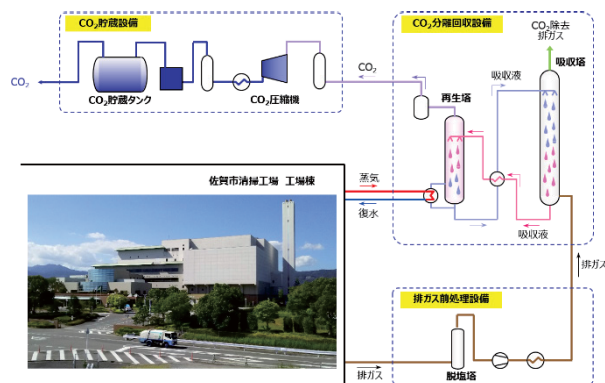 CO₂貯蔵設備
CO₂
CO₂貯蔵タンク
CO₂圧縮機
CO₂
CO₂分離回収設備
CO₂除去
排ガス
吸収塔
吸収液
再生塔
吸収液
蒸気
復水
佐賀市清掃工場 工場棟
排ガス
排ガス前処理設備
脱塩塔
排ガス